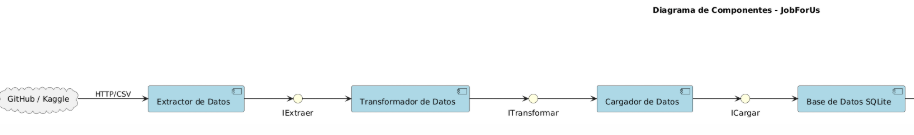 Diagrama de Componentes - JobForUs
GitHub / Kaggle
HTTP/CSV
Extractor de Datos
IExtraer
Transformador de Datos
ITransformar
Cargador de Datos
ICargar
Base de Datos SQLite